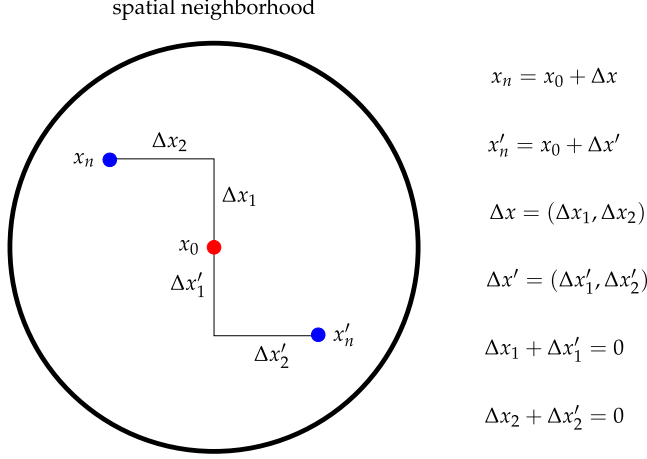 spatial neighborhood
xₙ
Δx₂
Δx₁
x₀
Δx′₁
Δx′₂
x′ₙ
xₙ = x₀ + Δx
x′ₙ = x₀ + Δx′
Δx = (Δx₁, Δx₂)
Δx′ = (Δx′₁, Δx′₂)
Δx₁ + Δx′₁ = 0
Δx₂ + Δx′₂ = 0